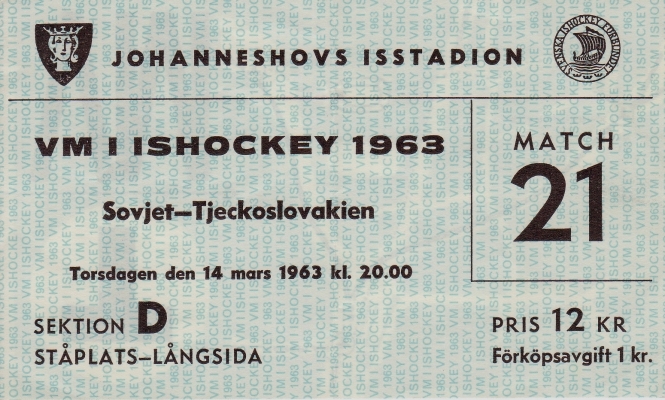 JOHANNESHOVS ISSTADION
SVENSKA ISHOCKEY FÖRBUNDET
VM I ISHOCKEY 1963
MATCH
21
Sovjet—Tjeckoslovakien
Torsdagen den 14 mars 1963 kl. 20.00
SEKTION D
STÅPLATS—LÅNGSIDA
PRIS 12 KR
Förköpsavgift 1 kr.